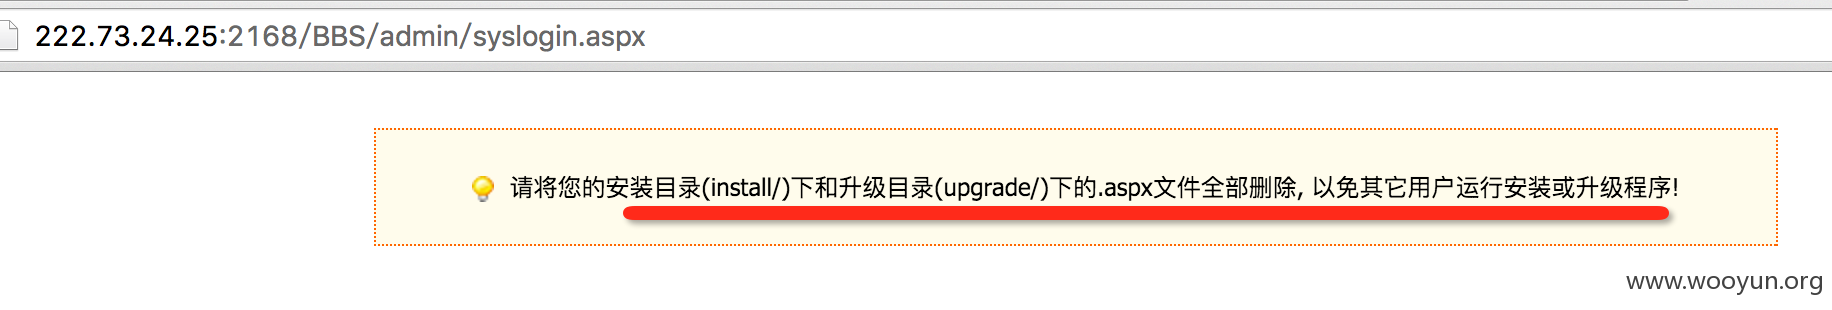 222.73.24.25:2168/BBS/admin/syslogin.aspx
请将您的安装目录(install/)下和升级目录(upgrade/)下的.aspx文件全部删除, 以免其它用户运行安装或升级程序!
www.wooyun.org